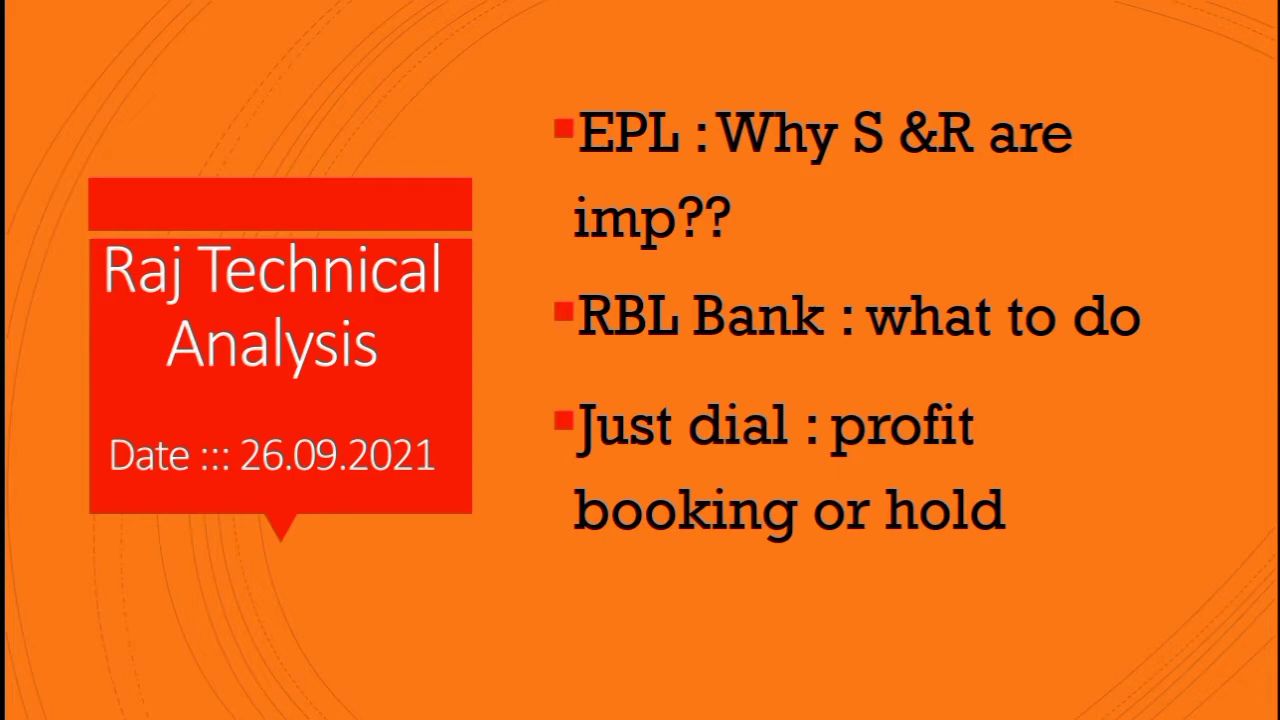 Raj Technical
Analysis
Date ::: 26.09.2021
EPL : Why S &R are
imp??
RBL Bank : what to do
Just dial : profit
booking or hold